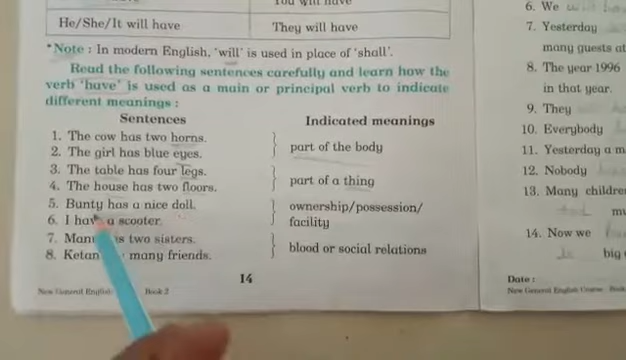 You will have
He/She/It will have
They will have
*Note : In modern English, 'will' is used in place of 'shall'.
Read the following sentences carefully and learn how the
verb 'have' is used as a main or principal verb to indicate
different meanings :
Sentences
Indicated meanings
1. The cow has two horns.
2. The girl has blue eyes.
part of the body
3. The table has four legs.
4. The house has two floors.
part of a thing
5. Bunty has a nice doll.
6. I have a scooter.
ownership/possession/
facility
7. two sisters.
8. Ketan many friends.
blood or social relations
14
New General English Book 2
6. We
7. Yesterday
many guests at
8. The year 1996
in that year.
9. They
10. Everybody
11. Yesterday a m
12. Nobody
13. Many childre
14. Now we
big
Date :
New General English Course Book